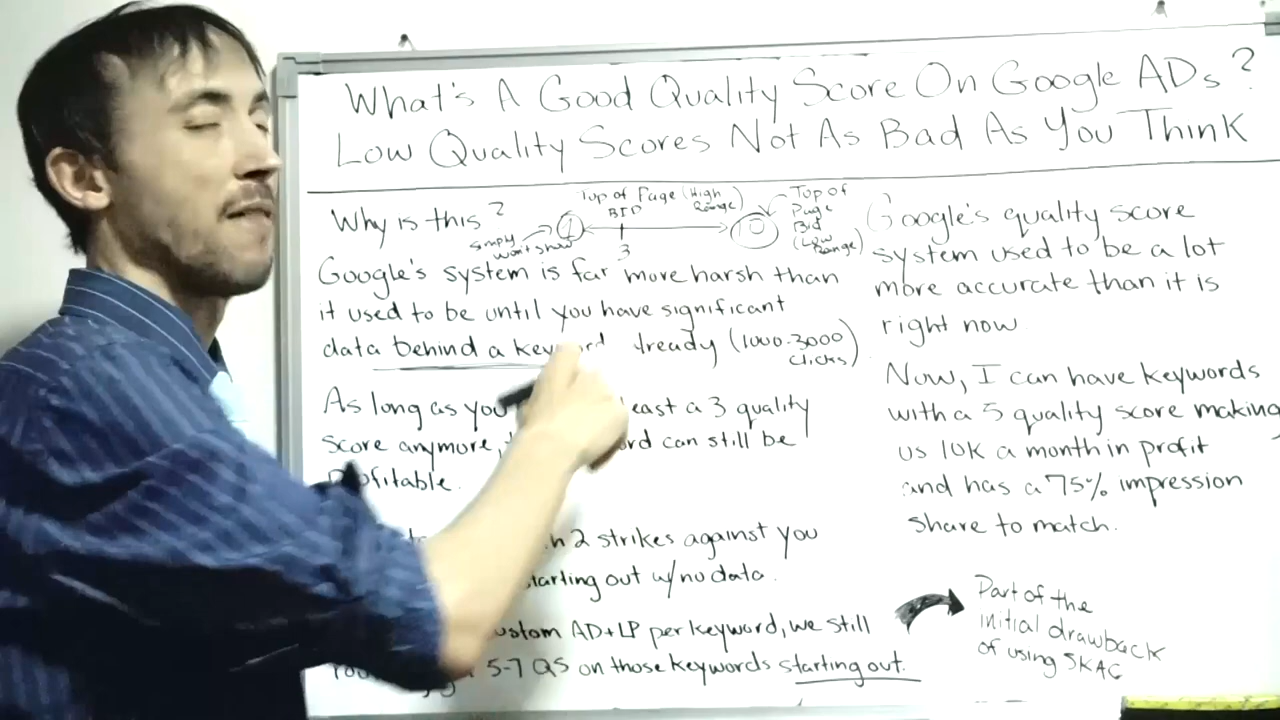 What's A Good Quality Score On Google ADs?
Low Quality Scores Not As Bad As You Think
Why is this?
Top of Page (High Range)
BID
1
10
3
Empty
won't show
Top of
Page
Bid
(Low
Range)
Google's system is far more harsh than
it used to be until you have significant
data behind a keyword already (1000-3000
clicks)
As long as you least a 3 quality
score anymore, can still be
profitable.
2 strikes against you
starting out w/no data.
custom AD+LP per keyword, we still
5-7 QS on those keywords starting out.
Google's quality score
system used to be a lot
more accurate than it is
right now.
Now, I can have keywords
with a 5 quality score making
us 10K a month in profit
and has a 75% impression
share to match.
Part of the
initial drawback
of using SKAG